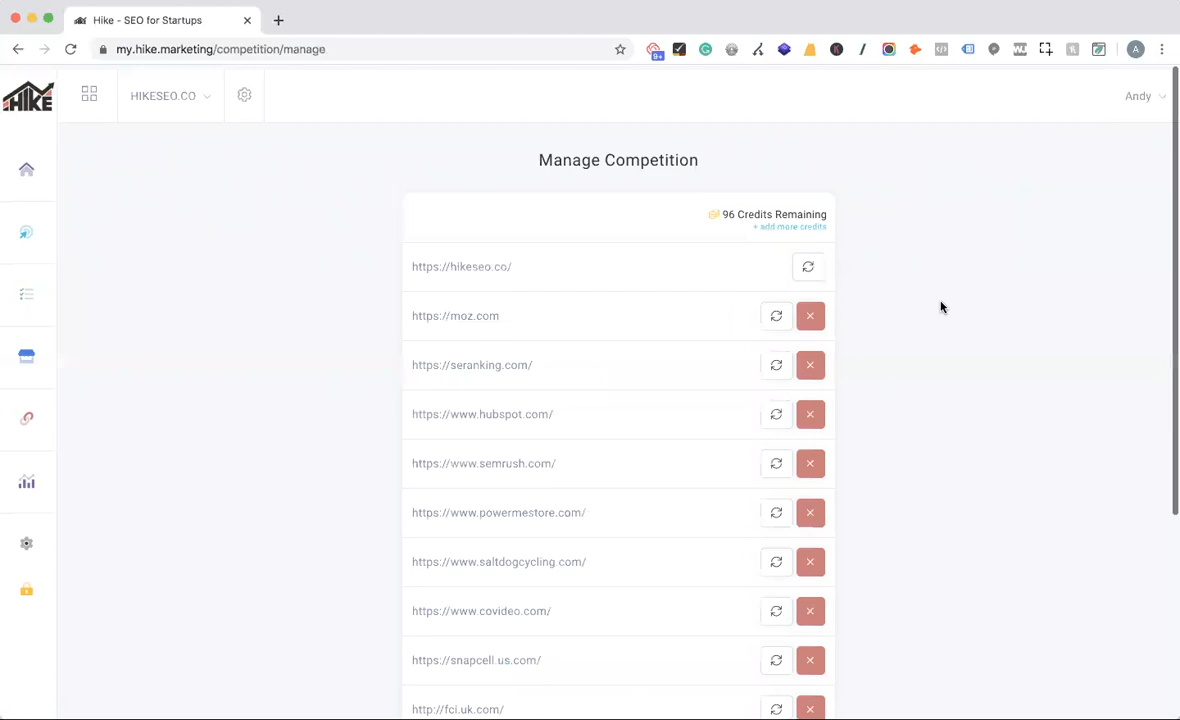 Hike - SEO for Startups
my.hike.marketing/competition/manage
9+
A
HIKE
HIKESEO.CO
Andy
Manage Competition
96 Credits Remaining
+ add more credits
https://hikeseo.co/
https://moz.com
https://seranking.com/
https://www.hubspot.com/
https://www.semrush.com/
https://www.powermestore.com/
https://www.saltdogcycling.com/
https://www.covideo.com/
https://snapcell.us.com/
http://fci.uk.com/